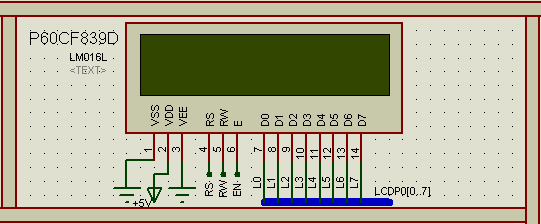 P60CF839D
LM016L
<TEXT>
VSS VDD VEE RS RW E D0 D1 D2 D3 D4 D5 D6 D7
1 2 3 4 5 6 7 8 9 10 11 12 13 14
RS RW EN L0 L1 L2 L3 L4 L5 L6 L7
LCDP0[0..7]
+5V